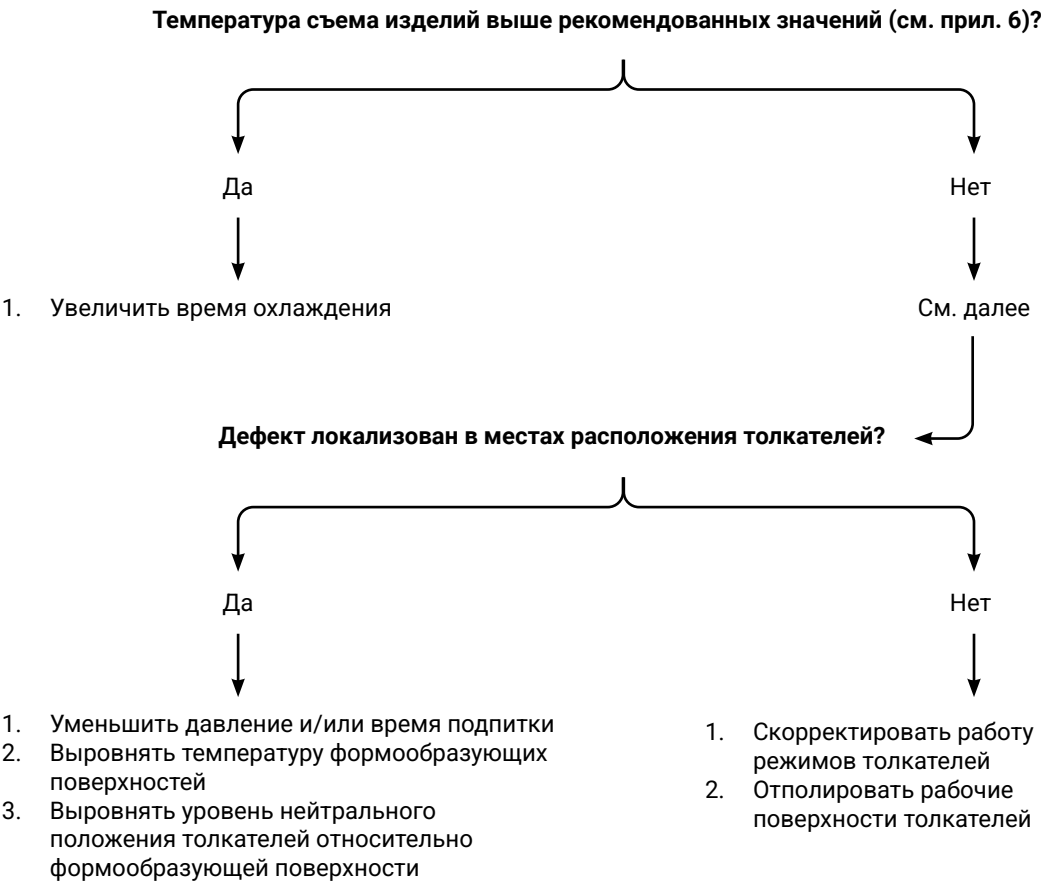 Температура съема изделий выше рекомендованных значений (см. прил. 6)?
Да
Нет
1. Увеличить время охлаждения
См. далее
Дефект локализован в местах расположения толкателей?
Да
Нет
1. Уменьшить давление и/или время подпитки
2. Выровнять температуру формообразующих
поверхностей
3. Выровнять уровень нейтрального
положения толкателей относительно
формообразующей поверхности
1. Скорректировать работу
режимов толкателей
2. Отполировать рабочие
поверхности толкателей